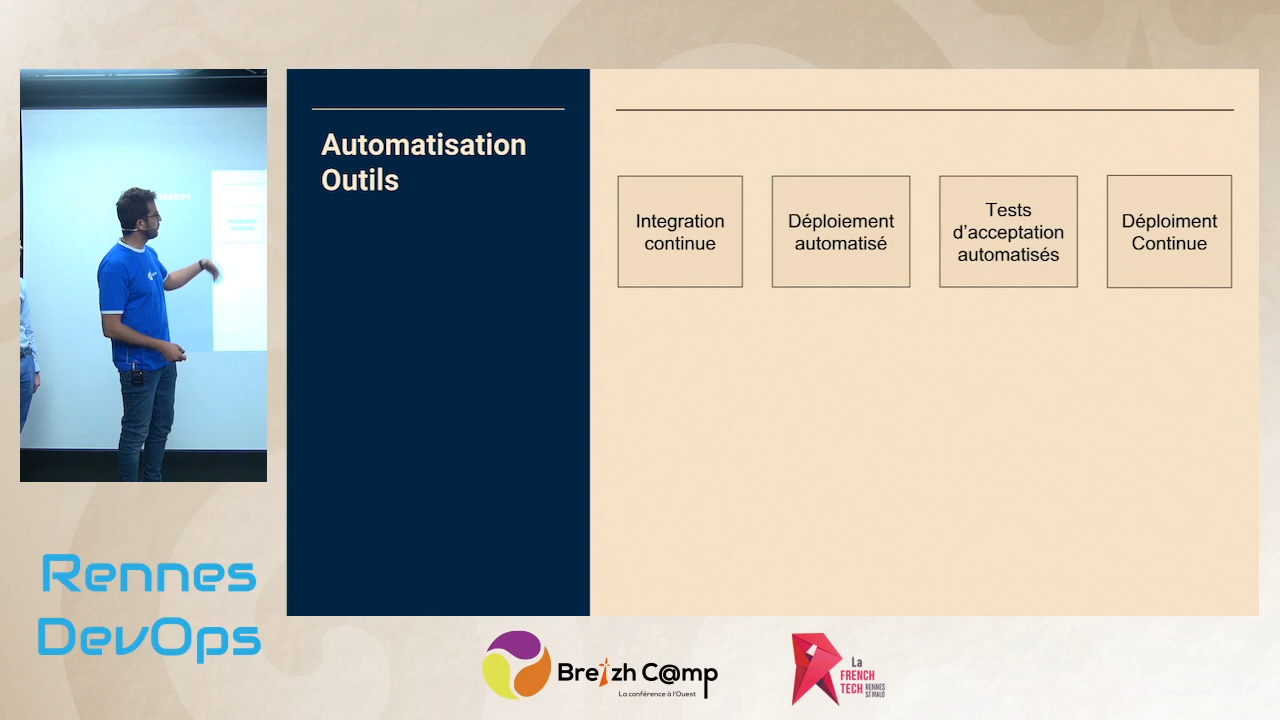 Automatisation
Outils
Integration
continue
Déploiement
automatisé
Tests
d'acceptation
automatisés
Déploiment
Continue
Rennes
DevOps
Breizh C@mp
La conférence à l'Ouest
La
FRENCH
TECH
RENNES
ST MALO